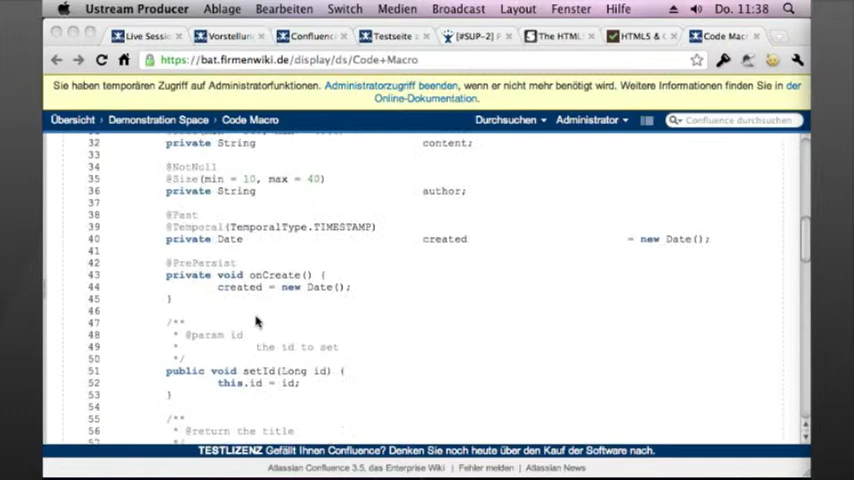 Ustream Producer Ablage Bearbeiten Switch Medien Broadcast Layout Fenster Hilfe Do. 11:38
Live Sessi Vorstellun Confluenc Testseite z [#SUP-2] P The HTML HTML5 & C Code Mac
https://bat.firmenwiki.de/display/ds/Code+Macro
Sie haben temporären Zugriff auf Administratorfunktionen. Administratorzugriff beenden, wenn er nicht mehr benötigt wird. Weitere Informationen finden Sie in der
Online-Dokumentation.
Übersicht Demonstration Space Code Macro Durchsuchen Administrator Confluence durchsuchen
32 private String content;
33
34 @NotNull
35 @Size(min = 10, max = 40)
36 private String author;
37
38 @Past
39 @Temporal(TemporalType.TIMESTAMP)
40 private Date created = new Date();
41
42 @PrePersist
43 private void onCreate() {
44 created = new Date();
45 }
46
47 /**
48 * @param id
49 * the id to set
50 */
51 public void setId(Long id) {
52 this.id = id;
53 }
54
55 /**
56 * @return the title
TESTLIZENZ Gefällt Ihnen Confluence? Denken Sie noch heute über den Kauf der Software nach.
Atlassian Confluence 3.5, das Enterprise Wiki | Fehler melden | Atlassian News